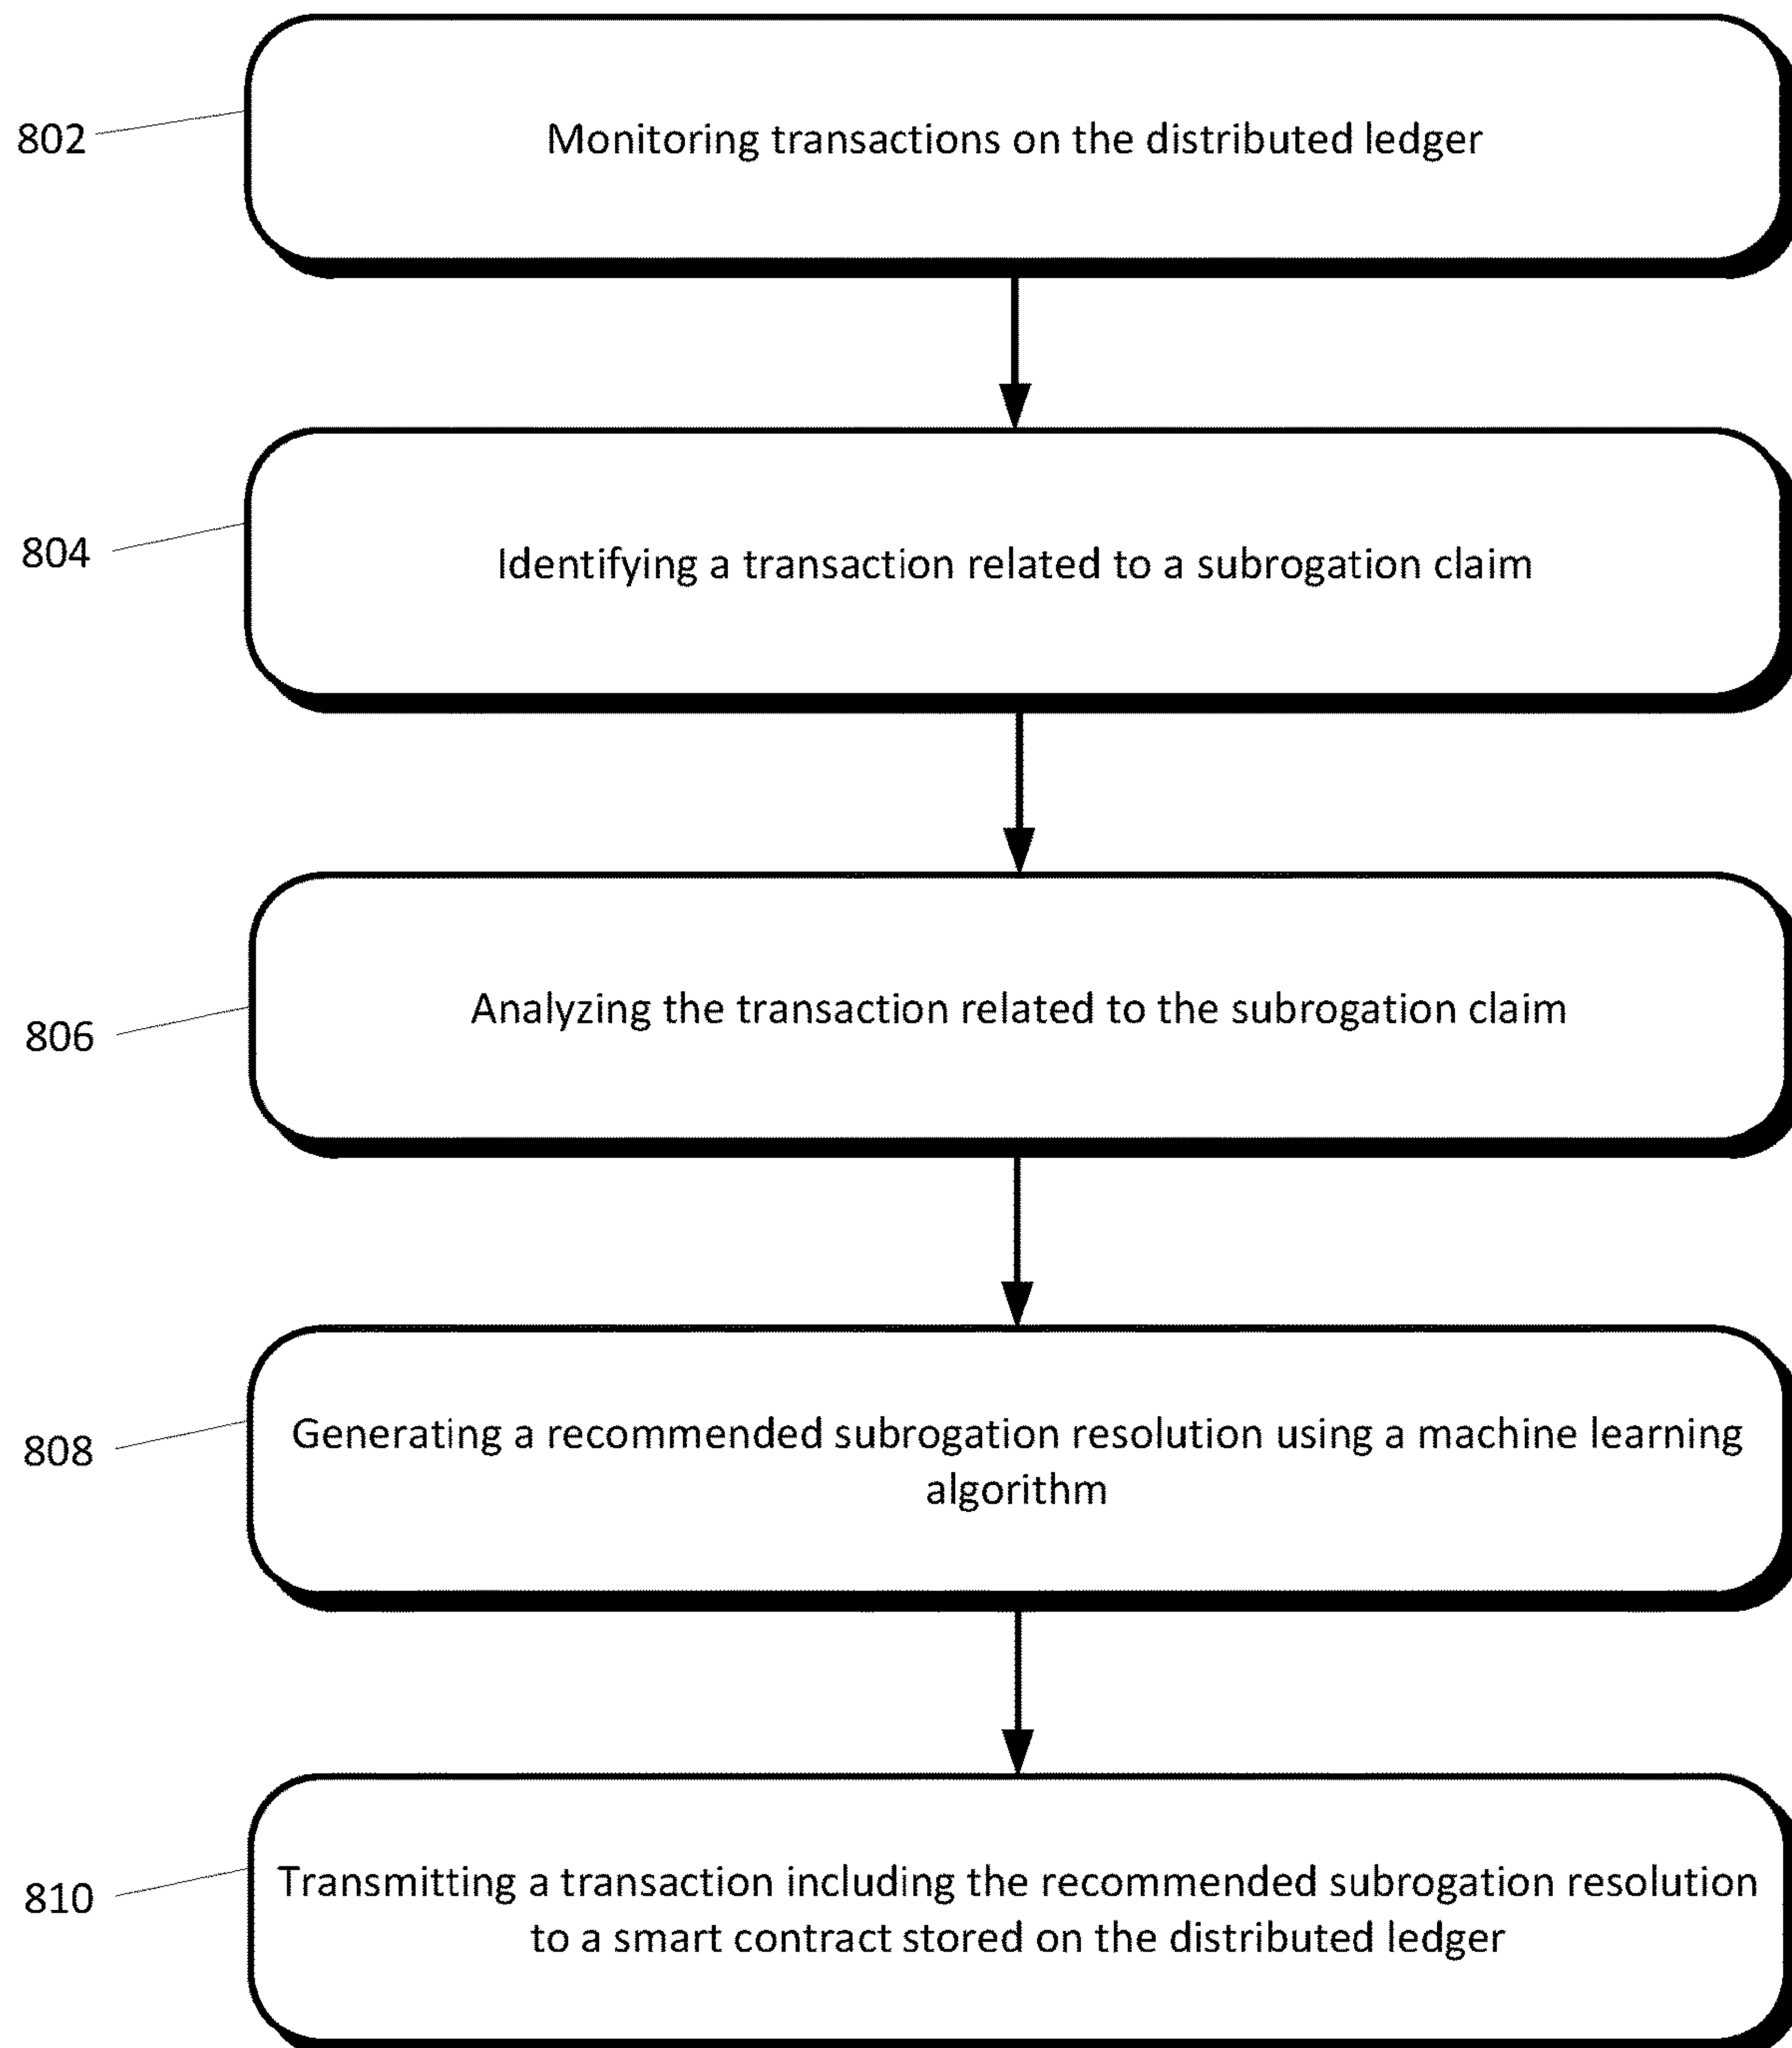 802
Monitoring transactions on the distributed ledger
804
Identifying a transaction related to a subrogation claim
806
Analyzing the transaction related to the subrogation claim
808
Generating a recommended subrogation resolution using a machine learning
algorithm
810
Transmitting a transaction including the recommended subrogation resolution
to a smart contract stored on the distributed ledger